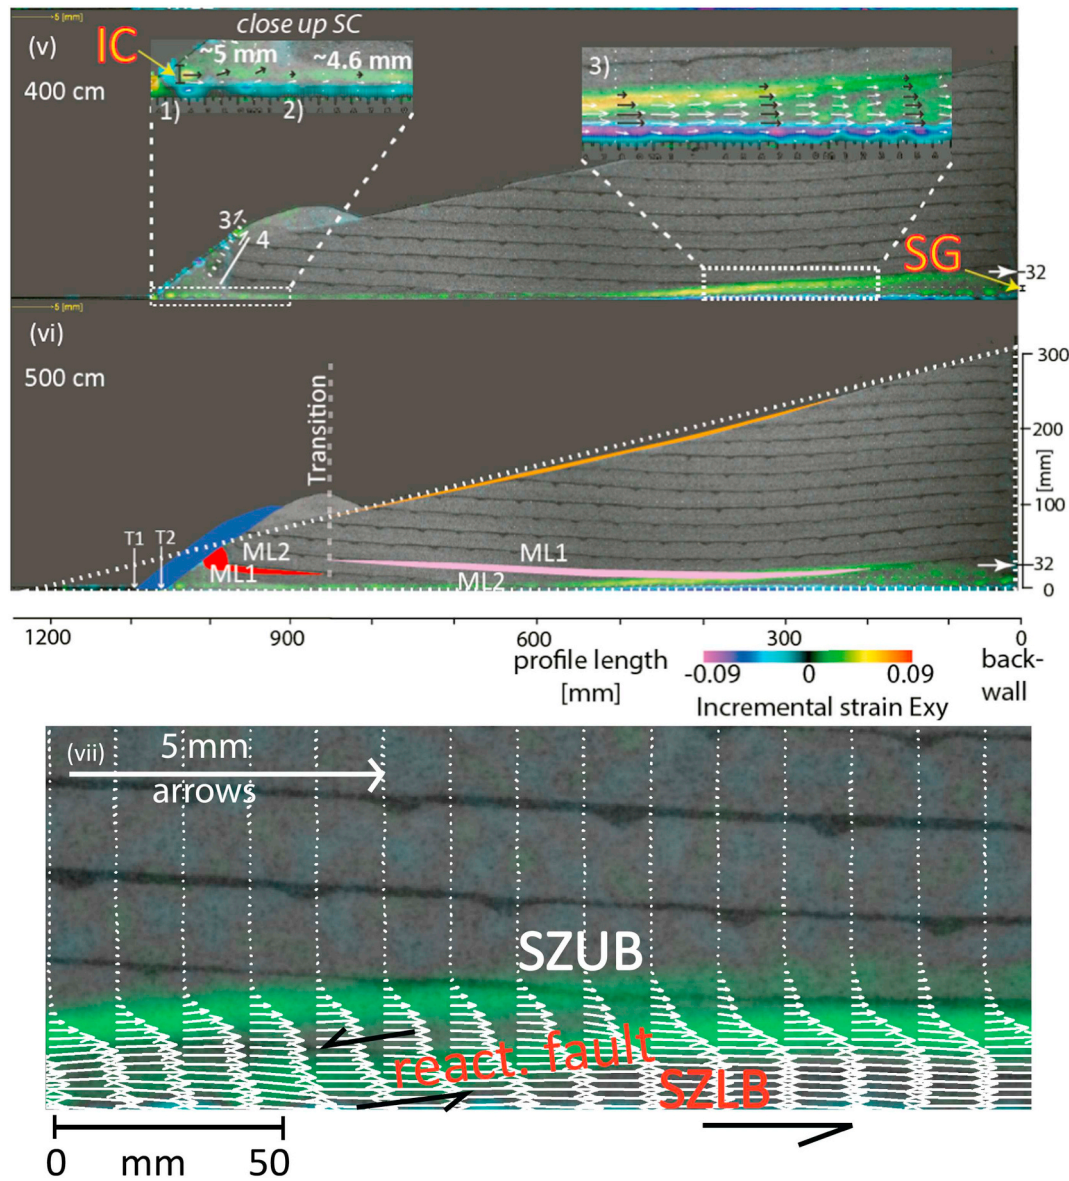 5 [mm]
(v)
IC
close up SC
~5 mm
~4.6 mm
3)
400 cm
1)
2)
3
4
SG
32
5 [mm]
(vi)
500 cm
Transition
300
200
[mm]
100
T1
T2
ML2
ML1
ML1
ML2
32
0
1200
900
600
300
0
profile length
[mm]
-0.09
0
0.09
back-
wall
Incremental strain Exy
(vii)
5 mm
arrows
SZUB
react. fault
SZLB
0
mm
50